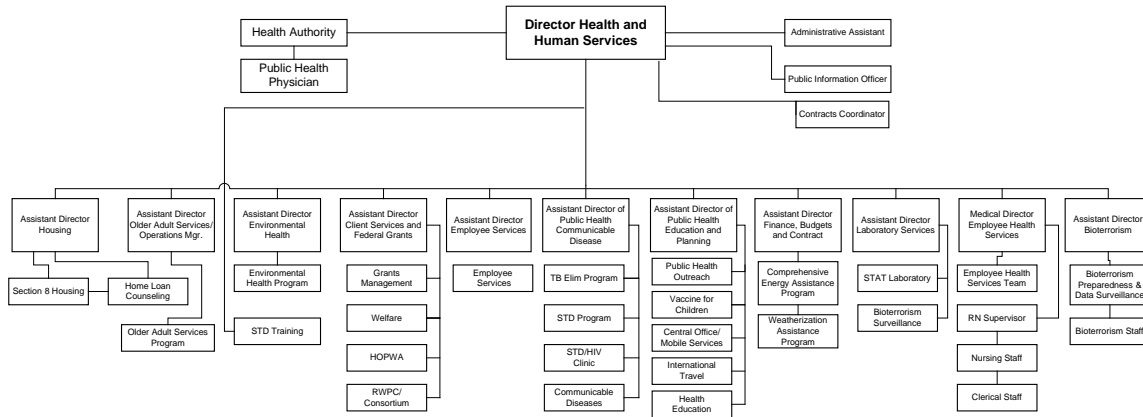 Director Health and
Human Services
Health Authority
Public Health
Physician
Administrative Assistant
Public Information Officer
Contracts Coordinator
Assistant Director
Housing
Assistant Director
Older Adult Services/
Operations Mgr.
Assistant Director
Environmental
Health
Assistant Director
Client Services and
Federal Grants
Assistant Director
Employee Services
Assistant Director of
Public Health
Communicable
Disease
Assistant Director of
Public Health
Education and
Planning
Assistant Director
Finance, Budgets
and Contract
Assistant Director
Laboratory Services
Medical Director
Employee Health
Services
Assistant Director
Bioterrorism
Section 8 Housing
Home Loan
Counseling
Older Adult Services
Program
Environmental
Health Program
STD Training
Grants
Management
Welfare
HOPWA
RWPC/
Consortium
Employee
Services
TB Elim Program
STD Program
STD/HIV
Clinic
Communicable
Diseases
Public Health
Outreach
Vaccine for
Children
Central Office/
Mobile Services
International
Travel
Health
Education
Comprehensive
Energy Assistance
Program
Weatherization
Assistance
Program
STAT Laboratory
Bioterrorism
Surveillance
Employee Health
Services Team
RN Supervisor
Nursing Staff
Clerical Staff
Bioterrorism
Preparedness &
Data Surveillance
Bioterrorism Staff